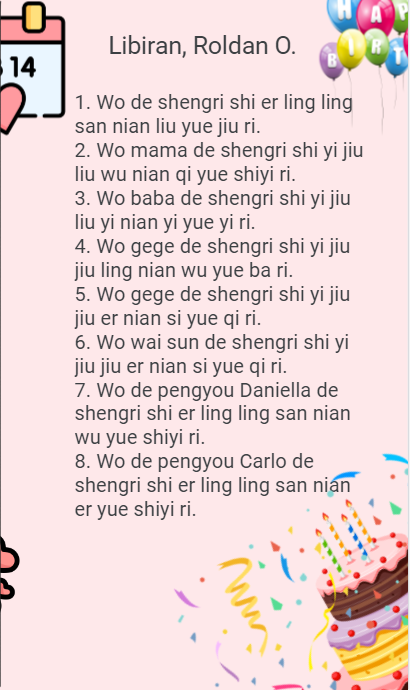 14
H A P
B I R T
Libiran, Roldan O.
1. Wo de shengri shi er ling ling
san nian liu yue jiu ri.
2. Wo mama de shengri shi yi jiu
liu wu nian qi yue shiyi ri.
3. Wo baba de shengri shi yi jiu
liu yi nian yi yue yi ri.
4. Wo gege de shengri shi yi jiu
jiu ling nian wu yue ba ri.
5. Wo gege de shengri shi yi jiu
jiu er nian si yue qi ri.
6. Wo wai sun de shengri shi yi
jiu jiu er nian si yue qi ri.
7. Wo de pengyou Daniella de
shengri shi er ling ling san nian
wu yue shiyi ri.
8. Wo de pengyou Carlo de
shengri shi er ling ling san nian
er yue shiyi ri.